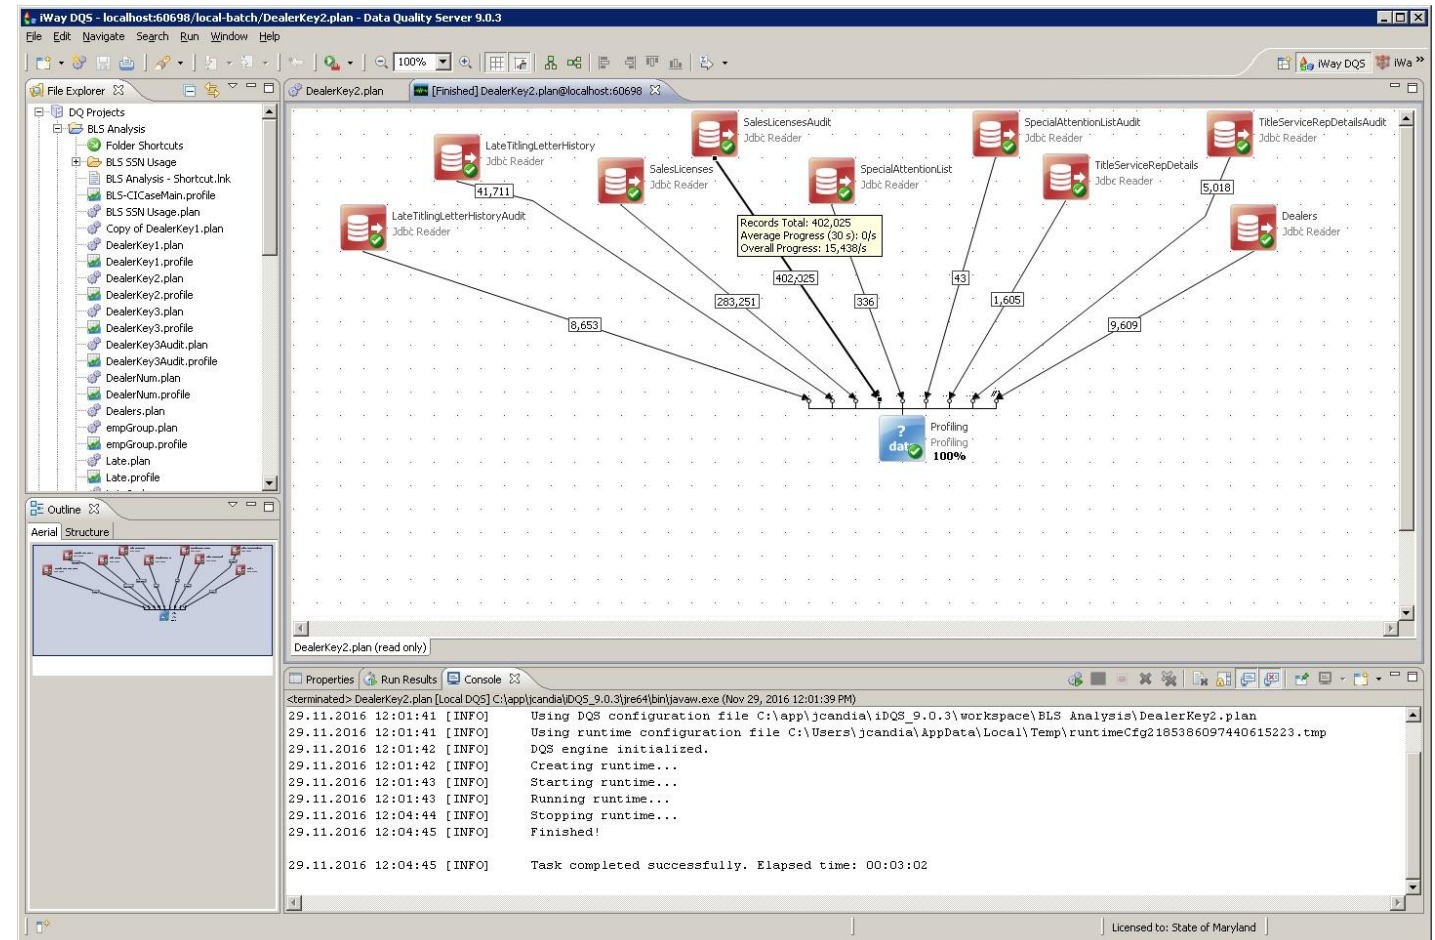 iWay DQS - localhost:60698/local-batch/DealerKey2.plan - Data Quality Server 9.0.3
File Edit Navigate Search Run Window Help
100%
iWay DQS iWa »
File Explorer
DQ Projects
BLS Analysis
Folder Shortcuts
BLS SSN Usage
BLS Analysis - Shortcut.lnk
BLS-CICaseMain.profile
BLS SSN Usage.plan
Copy of DealerKey1.plan
DealerKey1.plan
DealerKey1.profile
DealerKey2.plan
DealerKey2.profile
DealerKey3.plan
DealerKey3.profile
DealerKey3Audit.plan
DealerKey3Audit.profile
DealerNum.plan
DealerNum.profile
Dealers.plan
empGroup.plan
empGroup.profile
Late.plan
Late.profile
Outline
Aerial Structure
DealerKey2.plan [Finished] DealerKey2.plan@localhost:60698
SalesLicensesAudit
Jdbc Reader
SpecialAttentionListAudit
Jdbc Reader
TitleServiceRepDetailsAudit
Jdbc Reader
LateTitlingLetterHistory
Jdbc Reader
SalesLicenses
Jdbc Reader
SpecialAttentionList
Jdbc Reader
TitleServiceRepDetails
Jdbc Reader
41,711
5,018
LateTitlingLetterHistoryAudit
Jdbc Reader
Dealers
Jdbc Reader
Records Total: 402,025
Average Progress (30 s): 0/s
Overall Progress: 15,438/s
402,025
43
283,251
336
1,605
8,653
9,609
? data
Profiling
Profiling
100%
DealerKey2.plan (read only)
Properties Run Results Console
<terminated> DealerKey2.plan [Local DQS] C:\app\jcandia\iDQS_9.0.3\jre64\bin\javaw.exe (Nov 29, 2016 12:01:39 PM)
29.11.2016 12:01:41 [INFO] Using DQS configuration file C:\app\jcandia\iDQS_9.0.3\workspace\BLS Analysis\DealerKey2.plan
29.11.2016 12:01:41 [INFO] Using runtime configuration file C:\Users\jcandia\AppData\Local\Temp\runtimeCfg2185386097440615223.tmp
29.11.2016 12:01:42 [INFO] DQS engine initialized.
29.11.2016 12:01:42 [INFO] Creating runtime...
29.11.2016 12:01:43 [INFO] Starting runtime...
29.11.2016 12:01:43 [INFO] Running runtime...
29.11.2016 12:04:44 [INFO] Stopping runtime...
29.11.2016 12:04:45 [INFO] Finished!
29.11.2016 12:04:45 [INFO] Task completed successfully. Elapsed time: 00:03:02
Licensed to: State of Maryland